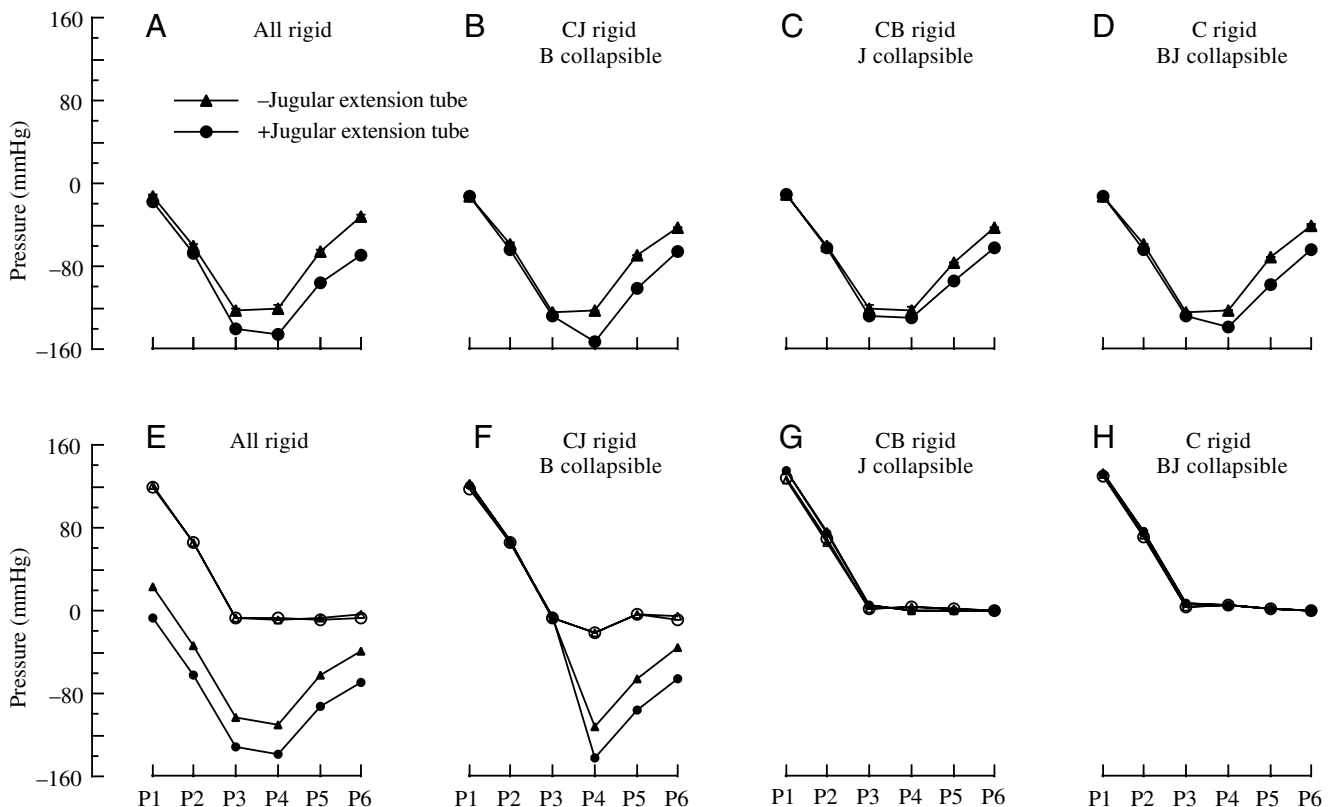 A All rigid
B CJ rigid
B collapsible
C CB rigid
J collapsible
D C rigid
BJ collapsible
–Jugular extension tube
+Jugular extension tube
Pressure (mmHg)
160
80
0
–80
–160
E All rigid
F CJ rigid
B collapsible
G CB rigid
J collapsible
H C rigid
BJ collapsible
Pressure (mmHg)
160
80
0
–80
–160
P1 P2 P3 P4 P5 P6 P1 P2 P3 P4 P5 P6 P1 P2 P3 P4 P5 P6 P1 P2 P3 P4 P5 P6